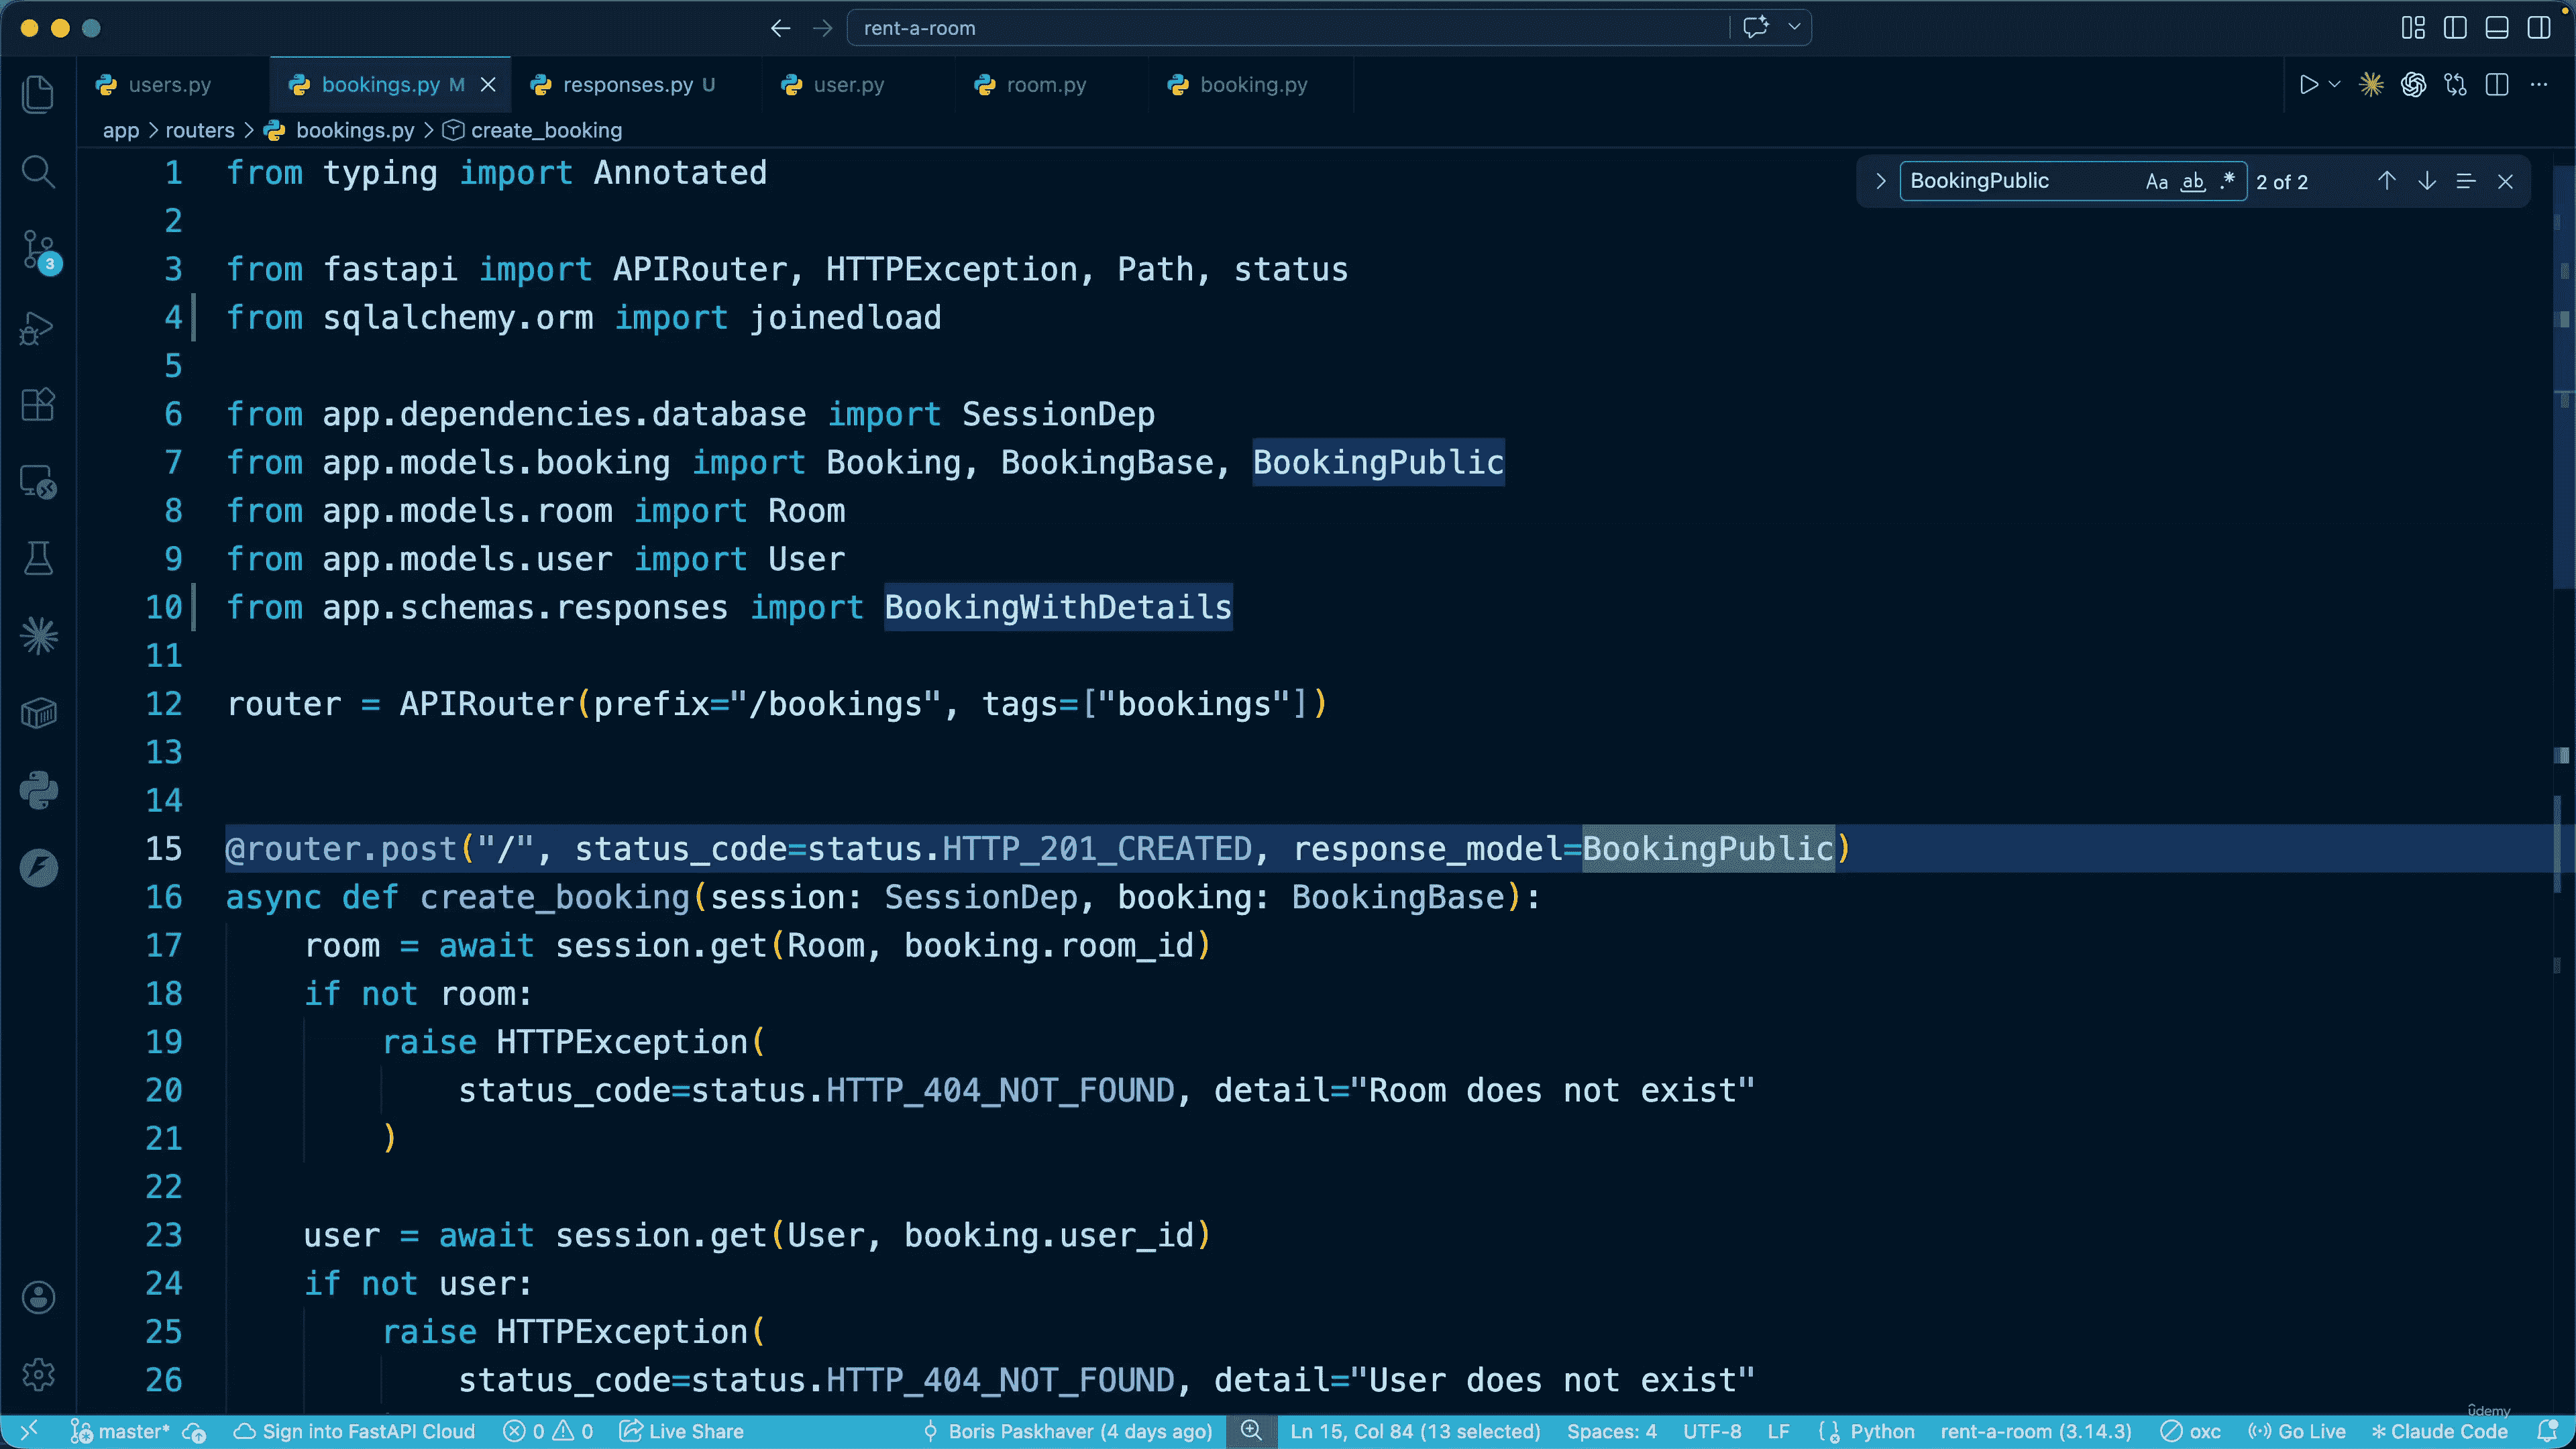 rent-a-room
users.py
bookings.py M
responses.py U
user.py
room.py
booking.py
app > routers > bookings.py > create_booking
BookingPublic Aa ab .* 2 of 2
3
1 from typing import Annotated
2
3 from fastapi import APIRouter, HTTPException, Path, status
4 from sqlalchemy.orm import joinedload
5
6 from app.dependencies.database import SessionDep
7 from app.models.booking import Booking, BookingBase, BookingPublic
8 from app.models.room import Room
9 from app.models.user import User
10 from app.schemas.responses import BookingWithDetails
11
12 router = APIRouter(prefix="/bookings", tags=["bookings"])
13
14
15 @router.post("/", status_code=status.HTTP_201_CREATED, response_model=BookingPublic)
16 async def create_booking(session: SessionDep, booking: BookingBase):
17 room = await session.get(Room, booking.room_id)
18 if not room:
19 raise HTTPException(
20 status_code=status.HTTP_404_NOT_FOUND, detail="Room does not exist"
21 )
22
23 user = await session.get(User, booking.user_id)
24 if not user:
25 raise HTTPException(
26 status_code=status.HTTP_404_NOT_FOUND, detail="User does not exist"
udemy
master* Sign into FastAPI Cloud 0 0 Live Share Boris Paskhaver (4 days ago) Ln 15, Col 84 (13 selected) Spaces: 4 UTF-8 LF Python rent-a-room (3.14.3) oxc Go Live Claude Code